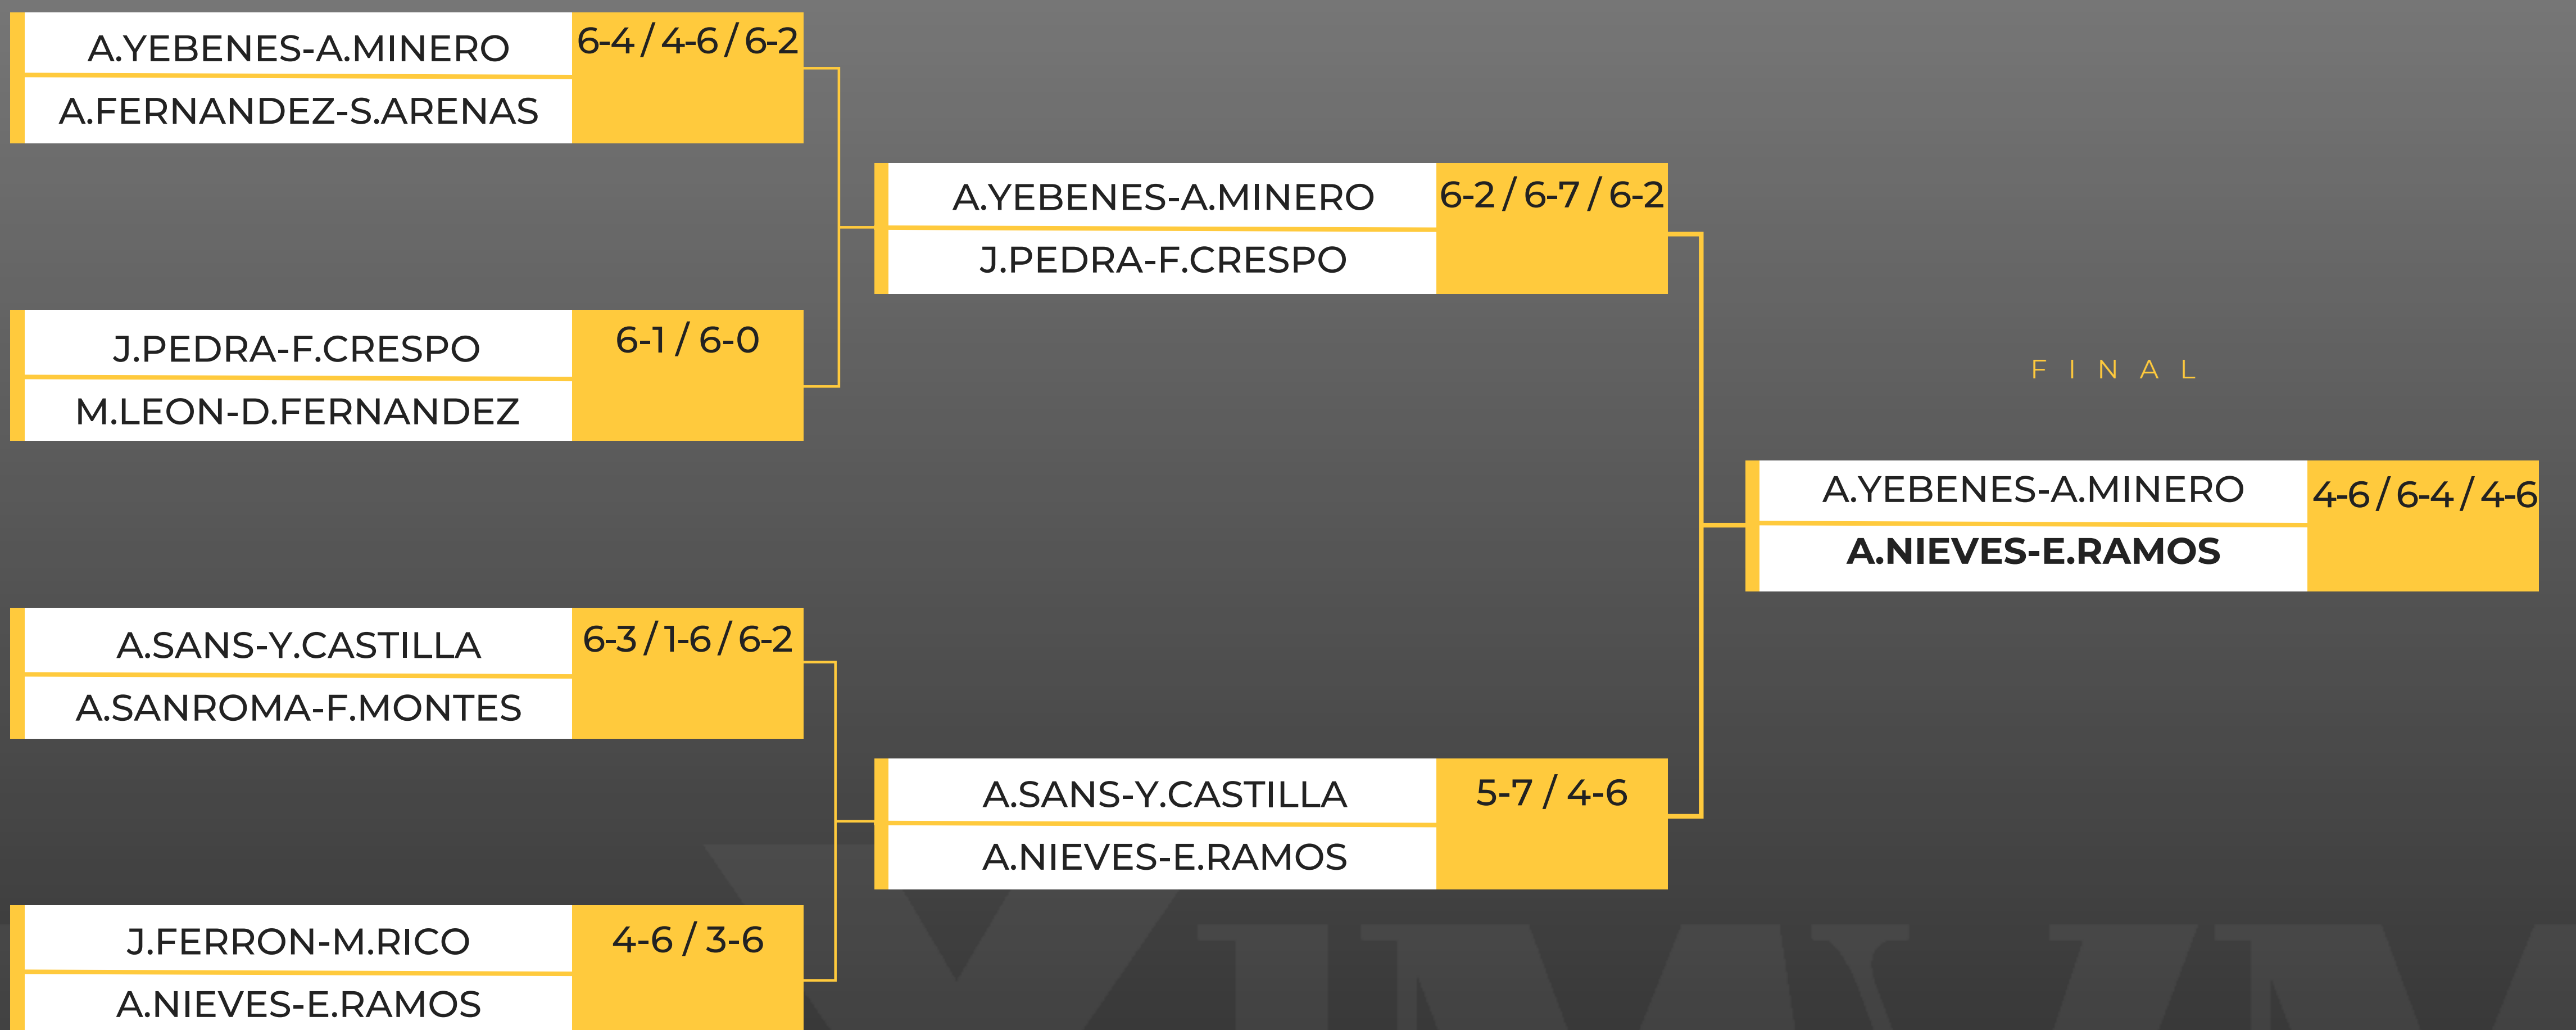 A.YEBENES-A.MINERO
6-4 / 4-6 / 6-2
A.FERNANDEZ-S.ARENAS
J.PEDRA-F.CRESPO
6-1 / 6-0
M.LEON-D.FERNANDEZ
A.SANS-Y.CASTILLA
6-3 / 1-6 / 6-2
A.SANROMA-F.MONTES
J.FERRON-M.RICO
4-6 / 3-6
A.NIEVES-E.RAMOS
A.YEBENES-A.MINERO
6-2 / 6-7 / 6-2
J.PEDRA-F.CRESPO
A.SANS-Y.CASTILLA
5-7 / 4-6
A.NIEVES-E.RAMOS
FINAL
A.YEBENES-A.MINERO
4-6 / 6-4 / 4-6
A.NIEVES-E.RAMOS